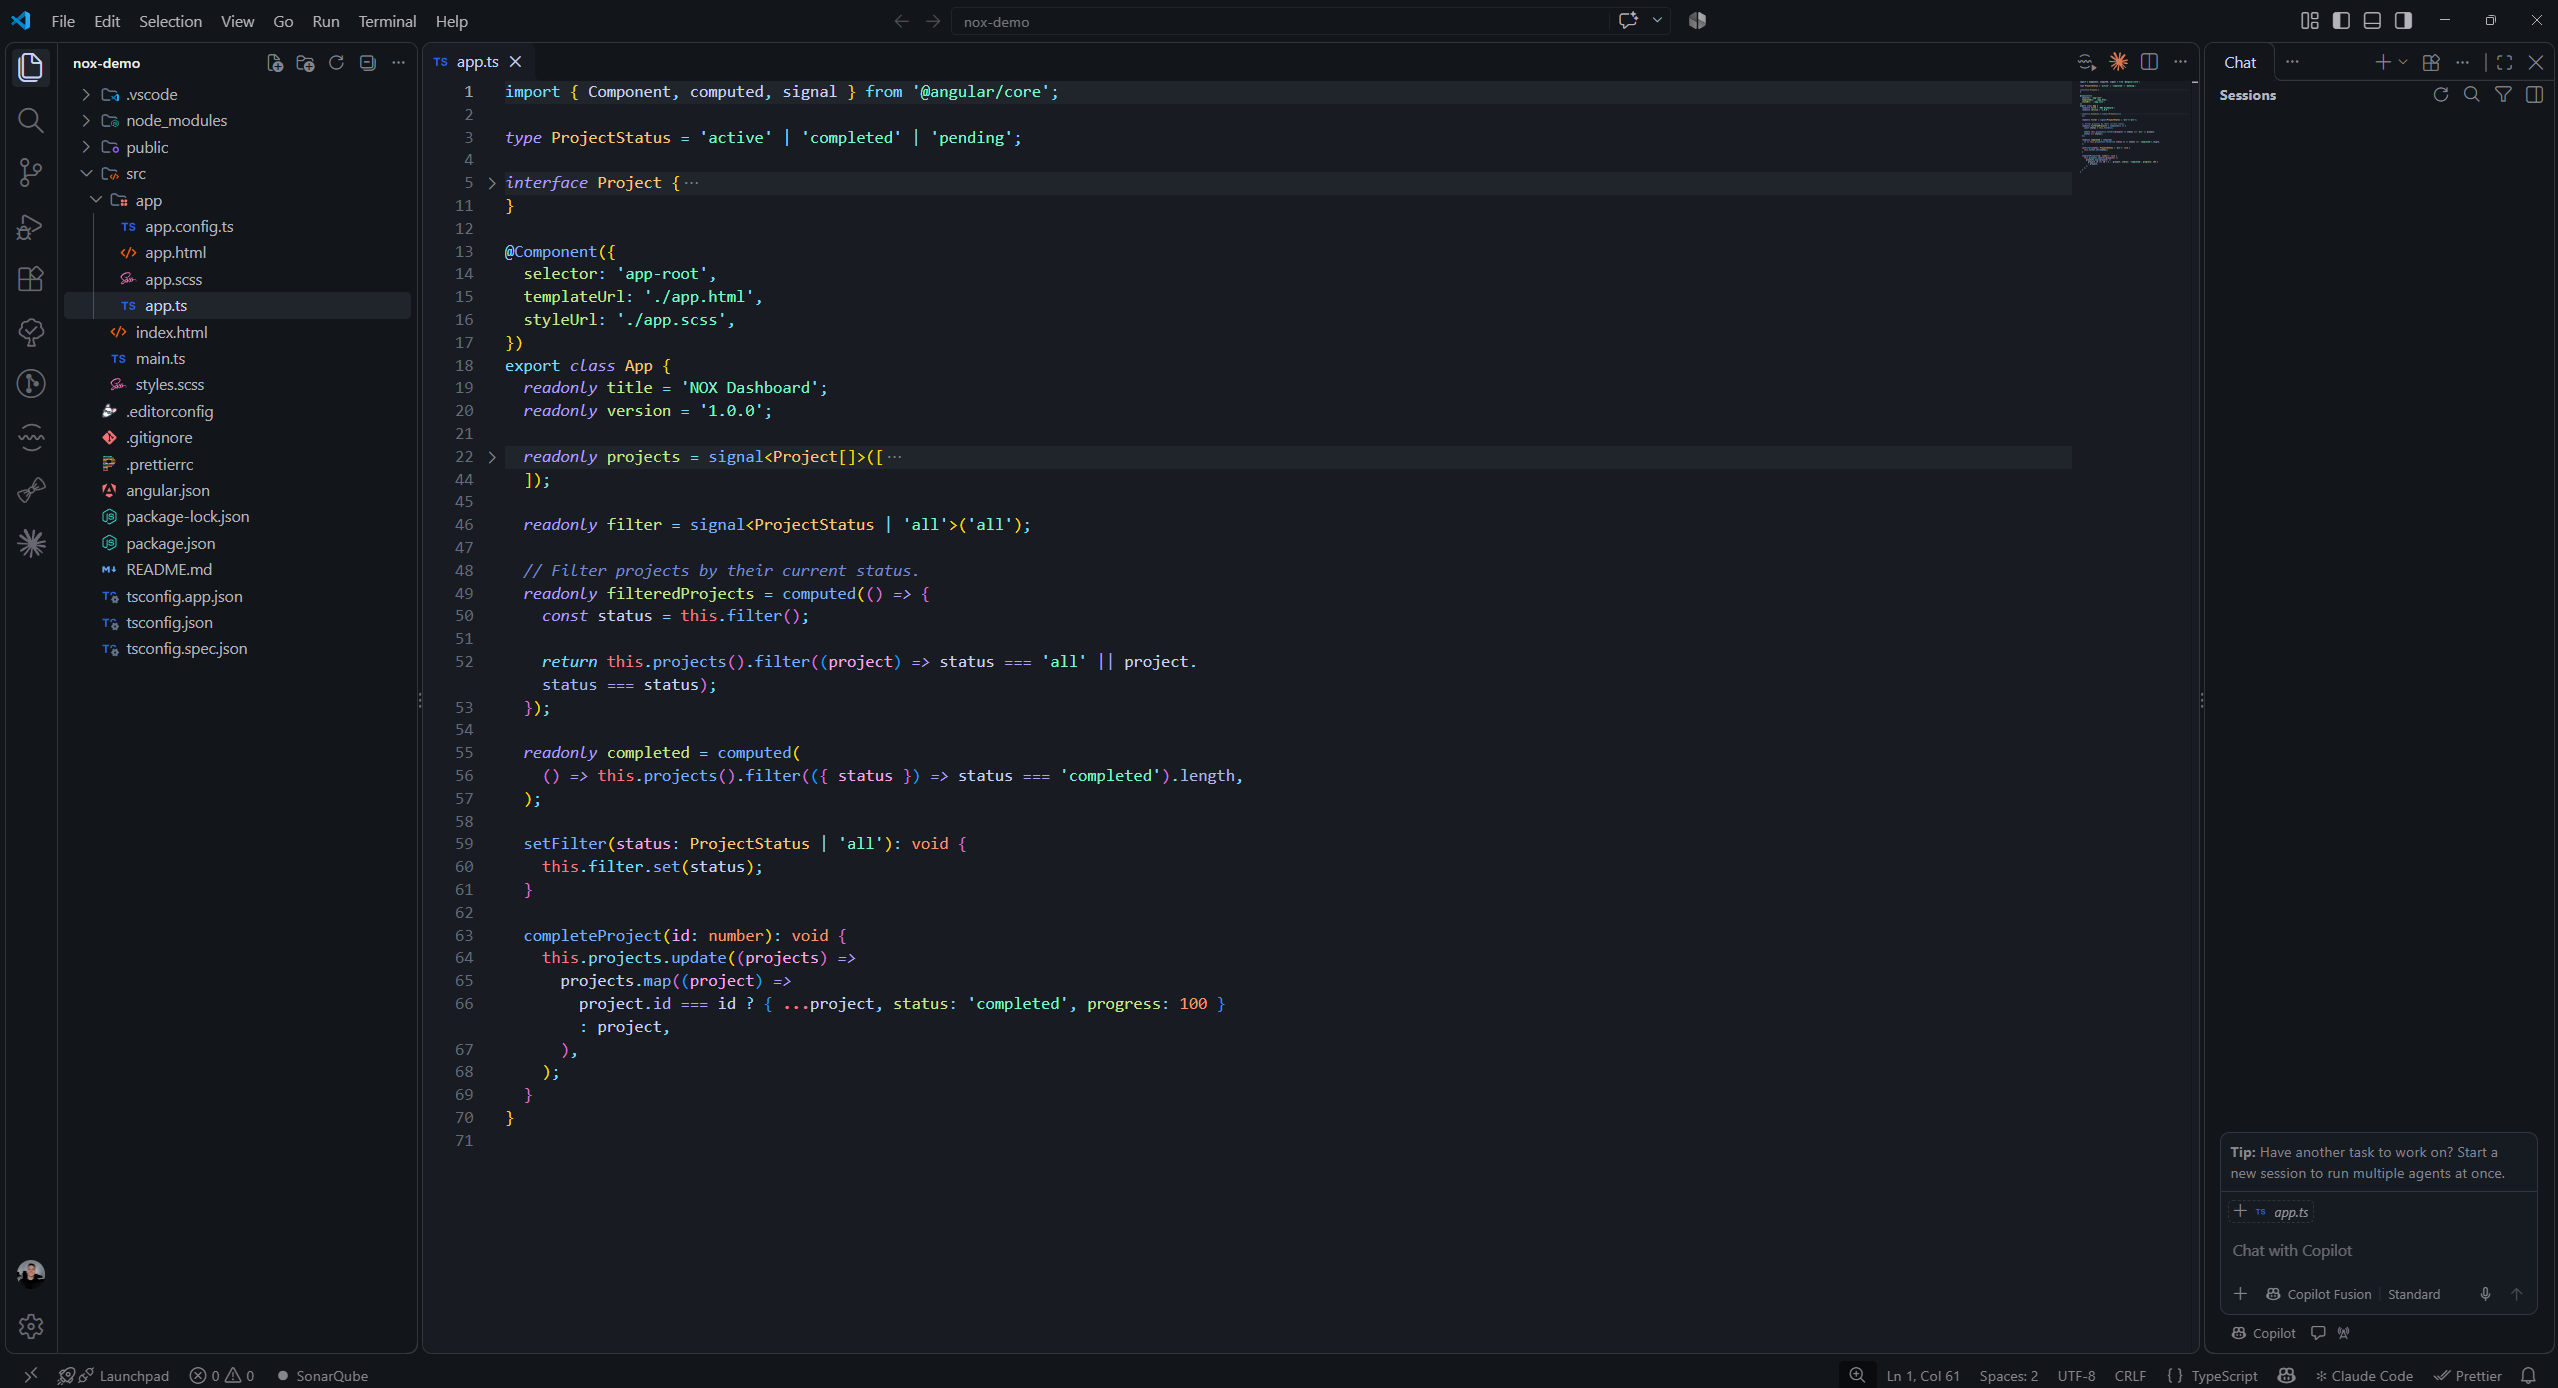 File Edit Selection View Go Run Terminal Help
nox-demo
nox-demo
.vscode
node_modules
public
src
app
TS app.config.ts
app.html
app.scss
TS app.ts
index.html
TS main.ts
styles.scss
.editorconfig
.gitignore
.prettierrc
angular.json
package-lock.json
package.json
README.md
tsconfig.app.json
tsconfig.json
tsconfig.spec.json
TS app.ts
1 import { Component, computed, signal } from '@angular/core';
2
3 type ProjectStatus = 'active' | 'completed' | 'pending';
4
5 interface Project { ···
11 }
12
13 @Component({
14 selector: 'app-root',
15 templateUrl: './app.html',
16 styleUrl: './app.scss',
17 })
18 export class App {
19 readonly title = 'NOX Dashboard';
20 readonly version = '1.0.0';
21
22 readonly projects = signal<Project[]>([ ···
44 ]);
45
46 readonly filter = signal<ProjectStatus | 'all'>('all');
47
48 // Filter projects by their current status.
49 readonly filteredProjects = computed(() => {
50 const status = this.filter();
51
52 return this.projects().filter((project) => status === 'all' || project.
status === status);
53 });
54
55 readonly completed = computed(
56 () => this.projects().filter(({ status }) => status === 'completed').length,
57 );
58
59 setFilter(status: ProjectStatus | 'all'): void {
60 this.filter.set(status);
61 }
62
63 completeProject(id: number): void {
64 this.projects.update((projects) =>
65 projects.map((project) =>
66 project.id === id ? { ...project, status: 'completed', progress: 100 }
: project,
67 ),
68 );
69 }
70 }
71
Chat
Sessions
Tip: Have another task to work on? Start a
new session to run multiple agents at once.
TS app.ts
Chat with Copilot
Copilot Fusion Standard
Copilot
Launchpad 0 0 SonarQube
Ln 1, Col 61 Spaces: 2 UTF-8 CRLF { } TypeScript Claude Code Prettier